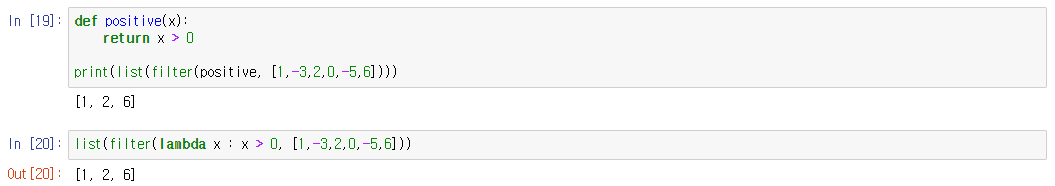 In [19]: def positive(x):
    return x > 0
print(list(filter(positive, [1,-3,2,0,-5,6])))
[1, 2, 6]
In [20]: list(filter(lambda x : x > 0, [1,-3,2,0,-5,6]))
Out[20]: [1, 2, 6]